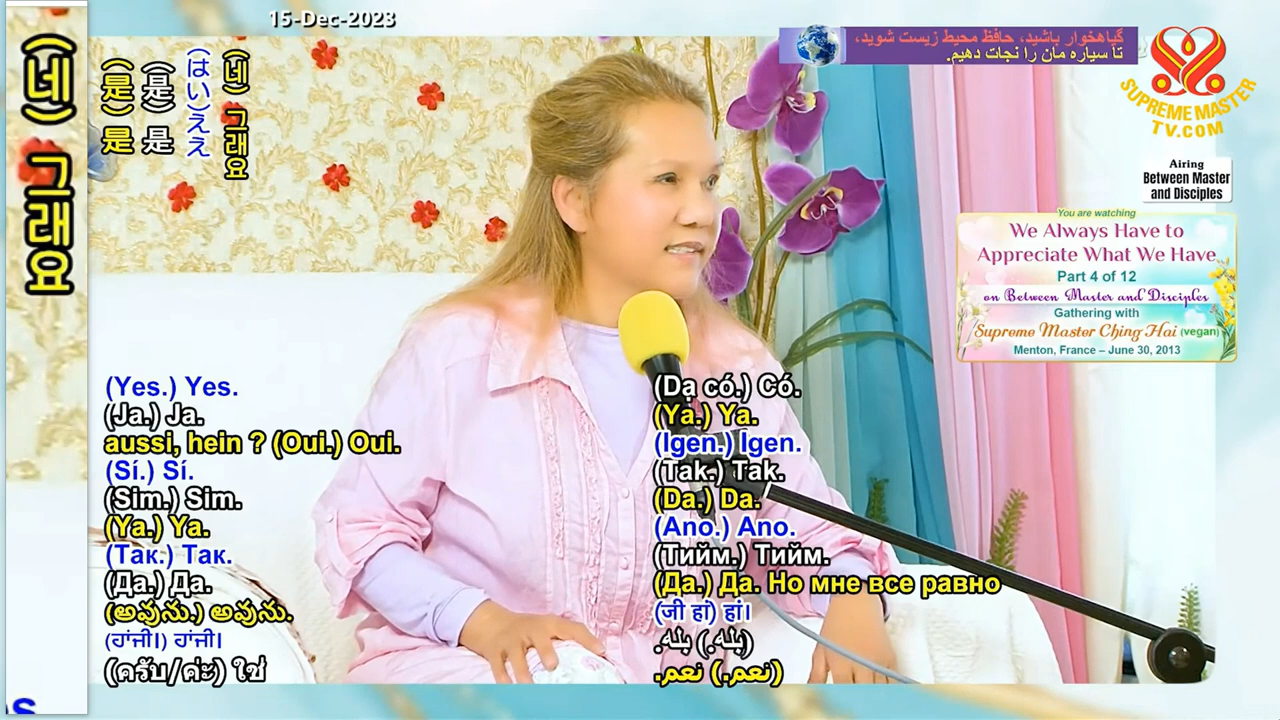 15-Dec-2023
گیاهخوار باشید، حافظ محیط زیست شوید،
تا سیاره مان را نجات دهیم.
SUPREME MASTER
TV.COM
Airing
Between Master
and Disciples
You are watching
We Always Have to
Appreciate What We Have
Part 4 of 12
on Between Master and Disciples
Gathering with
Supreme Master Ching Hai (vegan)
Menton, France – June 30, 2013
(네) 그래요
(네) 그래요
(はい)ええ
(是) 是
(是) 是
(Yes.) Yes.
(Ja.) Ja.
aussi, hein ? (Oui.) Oui.
(Sí.) Sí.
(Sim.) Sim.
(Ya.) Ya.
(Так.) Так.
(Да.) Да.
(అవును.) అవును.
(ਹਾਂਜੀ।) ਹਾਂਜੀ।
(ครับ/ค่ะ) ใช่
(Dạ có.) Có.
(Ya.) Ya.
(Igen.) Igen.
(Tak.) Tak.
(Da.) Da.
(Ano.) Ano.
(Тийм.) Тийм.
(Да.) Да. Но мне все равно
(जी हां) हां।
(بله.) بله.
(نعم.) نعم.